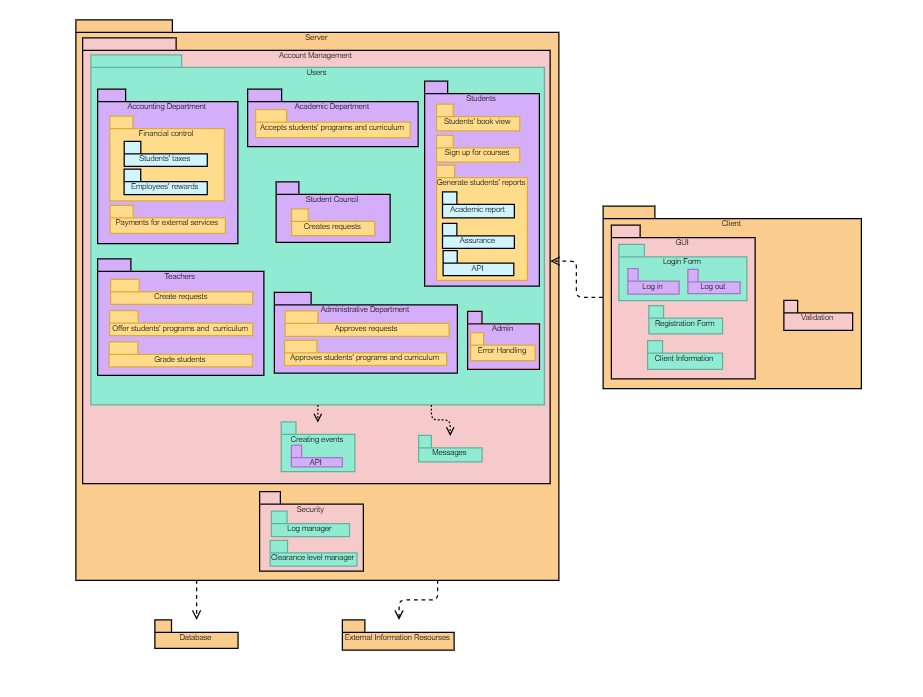 Server
Account Management
Users
Accounting Department
Financial control
Students' taxes
Employees' rewards
Payments for external services
Academic Department
Accepts students' programs and curriculum
Students
Students' book view
Sign up for courses
Generate students' reports
Academic report
Assurance
API
Student Council
Creates requests
Teachers
Create requests
Offer students' programs and curriculum
Grade students
Administrative Department
Approves requests
Approves students' programs and curriculum
Admin
Error Handling
Creating events
API
Messages
Security
Log manager
Clearance level manager
Database
External Information Resourses
Client
GUI
Login Form
Log in
Log out
Registration Form
Client Information
Validation